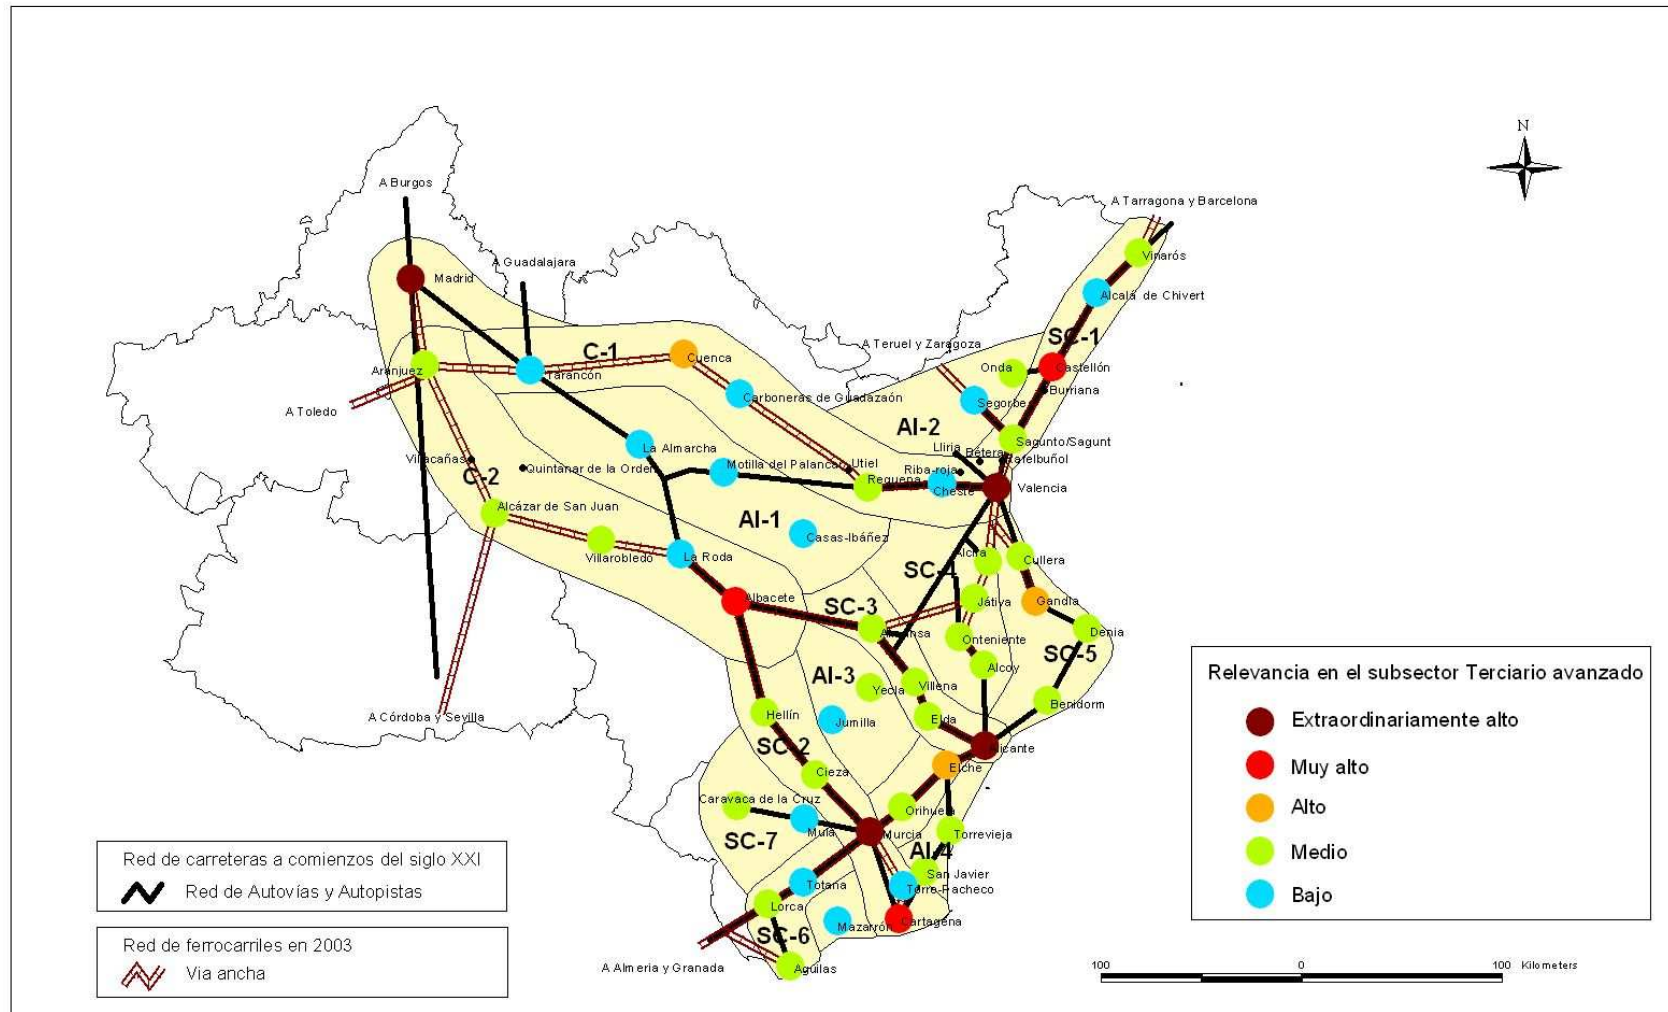 N
A Burgos
A Tarragona y Barcelona
A Guadalajara
Vinarós
Madrid
Alcalá de Chivert
SC-1
A Teruel y Zaragoza
C-1
Cuenca
Onda
Castellón
Aranjuez
Tarancón
Burriana
Carboneras de Guadazaón
Segorbe
A Toledo
AI-2
Sagunto/Sagunt
La Almarcha
Lliria
Bétera
Rafelbuñol
Villacañas
Quintanar de la Orden
Motilla del Palancar
Utiel
Riba-roja
C-2
Requena
Cheste
Valencia
Alcázar de San Juan
AI-1
Casas-Ibáñez
Villarobledo
La Roda
Alcira
Cullera
SC-4
Albacete
SC-3
Játiva
Gandia
Almansa
Onteniente
Denia
SC-5
Alcoy
AI-3
Yecla
Villena
Benidorm
A Córdoba y Sevilla
Hellín
Jumilla
Elda
SC-2
Alicante
Cieza
Elche
Caravaca de la Cruz
Orihuela
Mula
Murcia
Torrevieja
SC-7
AI-4
San Javier
Totana
Torre-Pacheco
Lorca
Mazarrón
Cartagena
SC-6
A Almeria y Granada
Aguilas
Relevancia en el subsector Terciario avanzado
Extraordinariamente alto
Muy alto
Alto
Medio
Bajo
Red de carreteras a comienzos del siglo XXI
Red de Autovías y Autopistas
Red de ferrocarriles en 2003
Via ancha
100 0 100 Kilometers